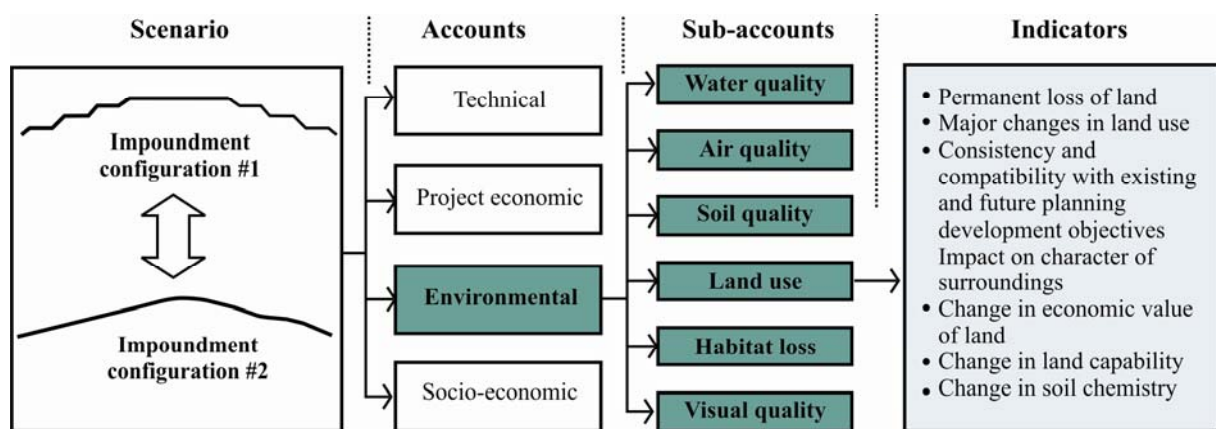 Scenario
Accounts
Sub-accounts
Indicators
Impoundment
configuration #1
Impoundment
configuration #2
Technical
Project economic
Environmental
Socio-economic
Water quality
Air quality
Soil quality
Land use
Habitat loss
Visual quality
• Permanent loss of land
• Major changes in land use
• Consistency and
compatibility with existing
and future planning
development objectives
Impact on character of
surroundings
• Change in economic value
of land
• Change in land capability
• Change in soil chemistry